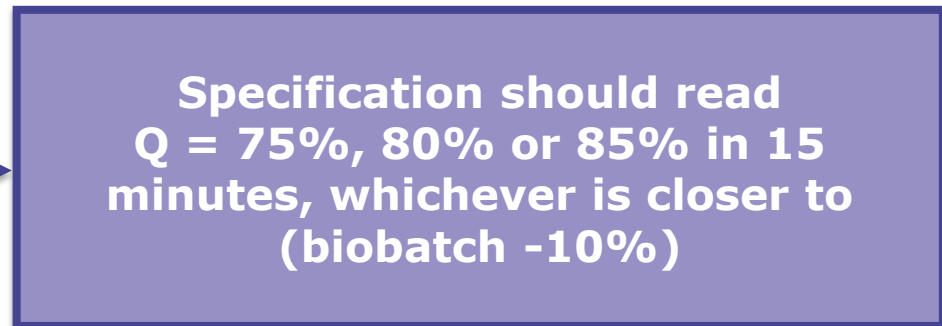 Specification should read
Q = 75%, 80% or 85% in 15
minutes, whichever is closer to
(biobatch -10%)